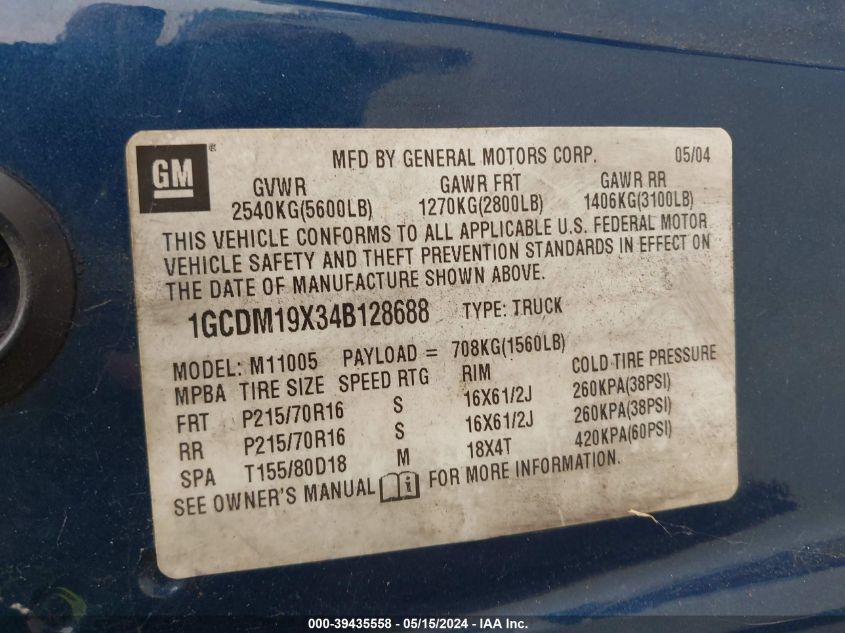 GM® MFD BY GENERAL MOTORS CORP. 05/04
GVWR GAWR FRT GAWR RR
2540KG(5600LB) 1270KG(2800LB) 1406KG(3100LB)
THIS VEHICLE CONFORMS TO ALL APPLICABLE U.S. FEDERAL MOTOR
VEHICLE SAFETY AND THEFT PREVENTION STANDARDS IN EFFECT ON
THE DATE OF MANUFACTURE SHOWN ABOVE.
1GCDM19X34B128688 TYPE: TRUCK
MODEL: M11005 PAYLOAD = 708KG(1560LB)
MPBA TIRE SIZE SPEED RTG RIM COLD TIRE PRESSURE
FRT P215/70R16 S 16X61/2J 260KPA(38PSI)
RR P215/70R16 S 16X61/2J 260KPA(38PSI)
SPA T155/80D18 M 18X4T 420KPA(60PSI)
SEE OWNER'S MANUAL i FOR MORE INFORMATION.
000-39435558 - 05/15/2024 - IAA Corp.